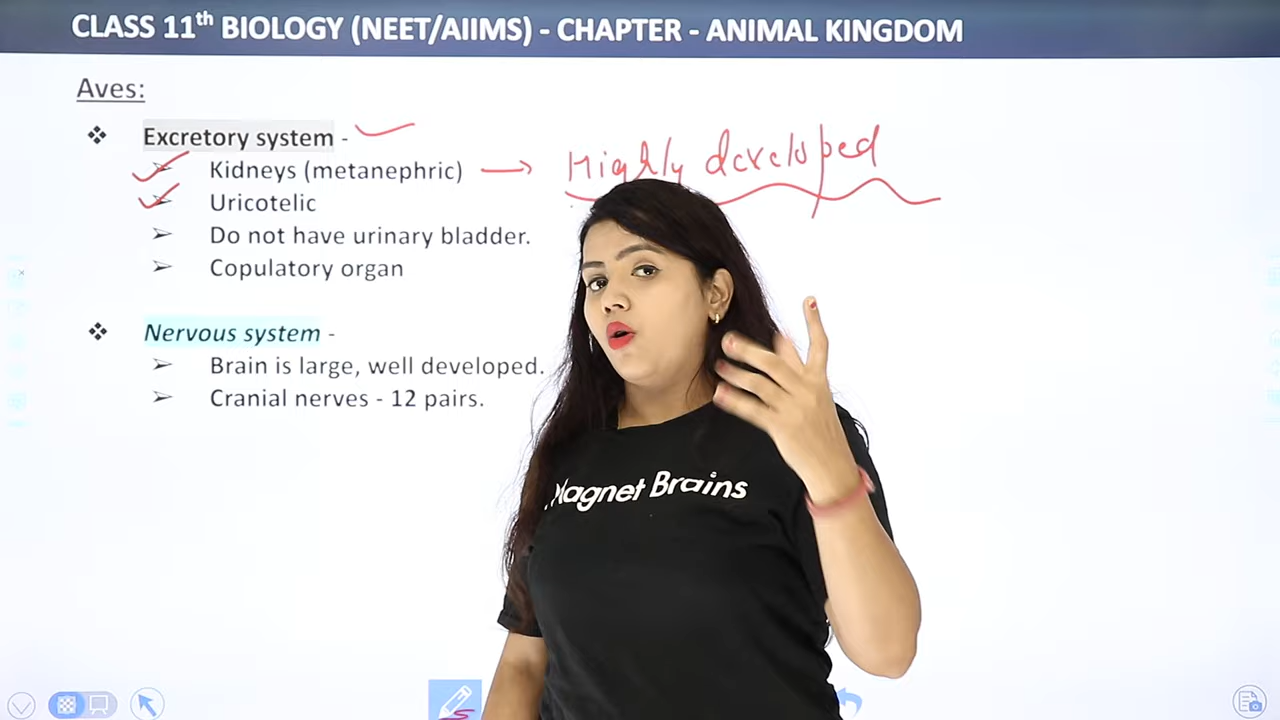 CLASS 11th BIOLOGY (NEET/AIIMS) - CHAPTER - ANIMAL KINGDOM
Aves:
Excretory system -
Kidneys (metanephric) → Highly developed
Uricotelic
Do not have urinary bladder.
Copulatory organ
Nervous system -
Brain is large, well developed.
Cranial nerves - 12 pairs.
Magnet Brains